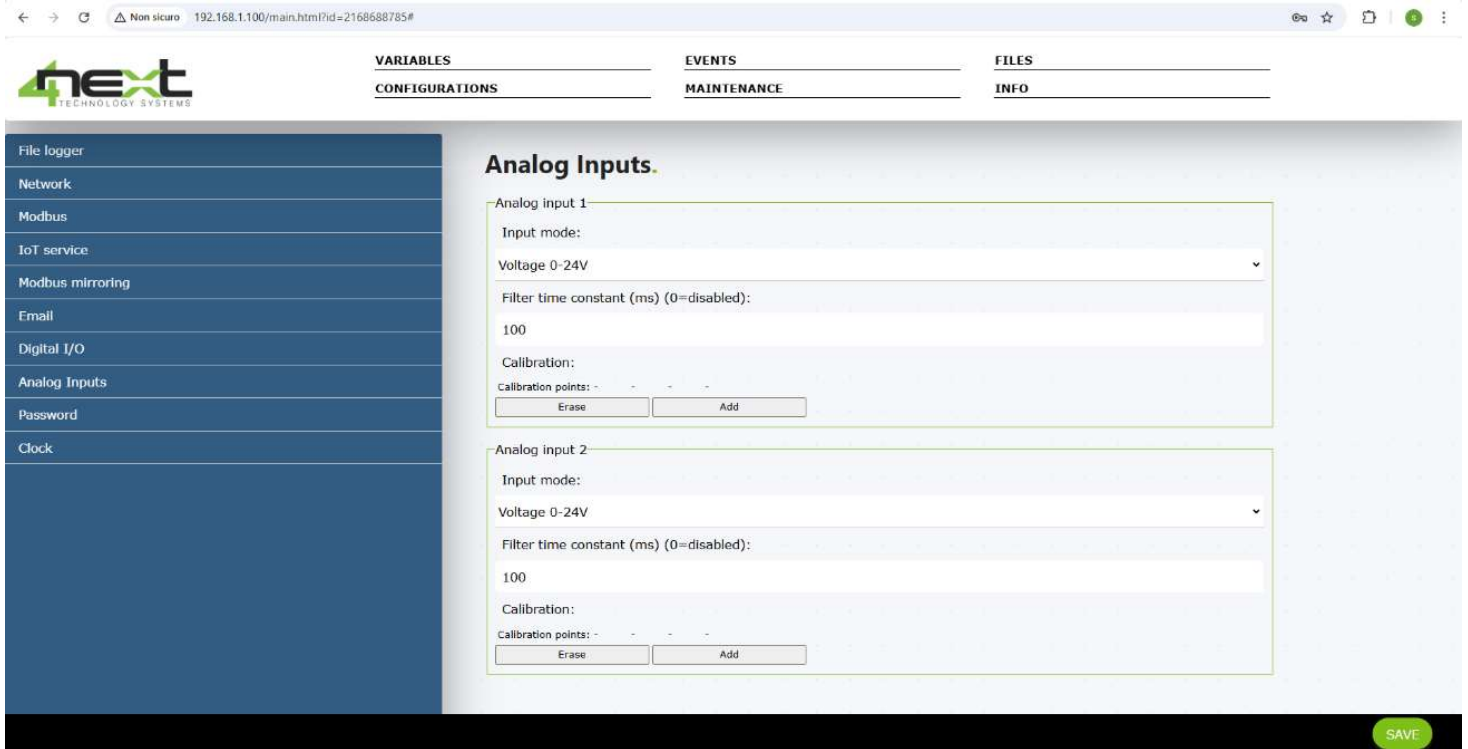 Non sicuro 192.168.1.100/main.html?id=2168688785#
s
4next
TECHNOLOGY SYSTEMS
VARIABLES EVENTS FILES
CONFIGURATIONS MAINTENANCE INFO
File logger
Network
Modbus
IoT service
Modbus mirroring
Email
Digital I/O
Analog Inputs
Password
Clock
Analog Inputs.
Analog input 1
Input mode:
Voltage 0-24V
Filter time constant (ms) (0=disabled):
100
Calibration:
Calibration points: - - - -
Erase Add
Analog input 2
Input mode:
Voltage 0-24V
Filter time constant (ms) (0=disabled):
100
Calibration:
Calibration points: - - - -
Erase Add
SAVE